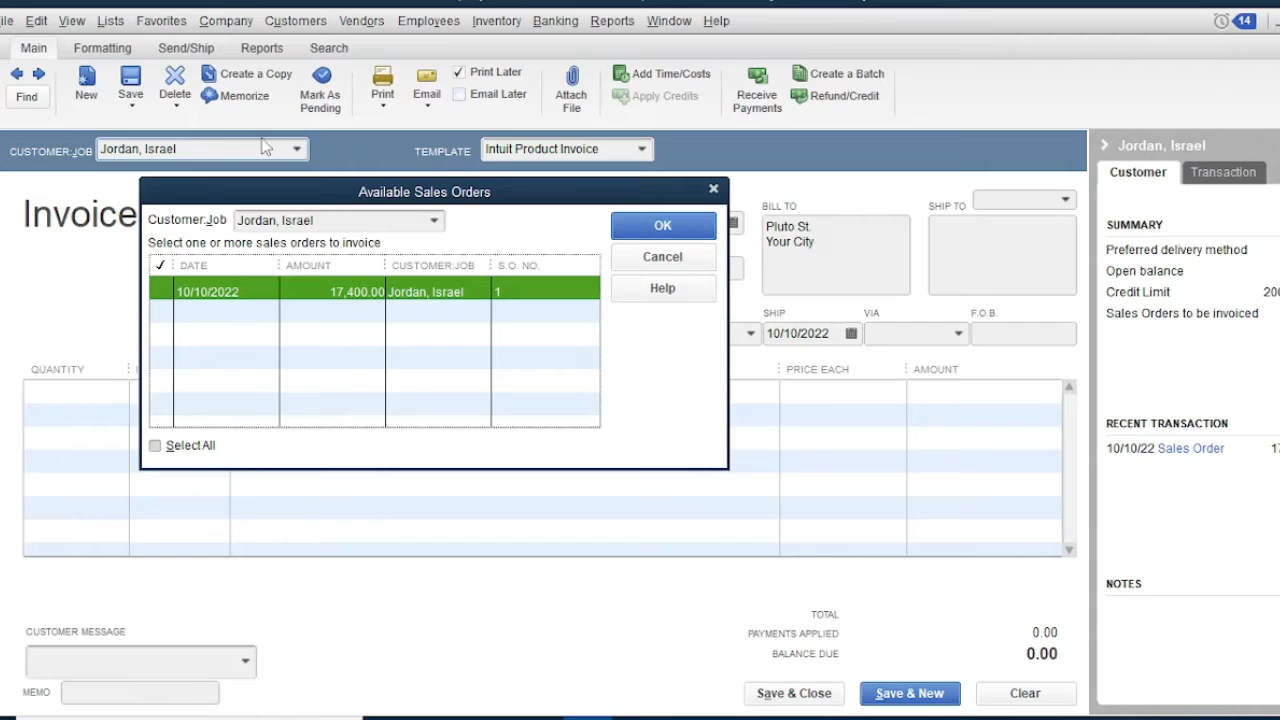 ile Edit View Lists Favorites Company Customers Vendors Employees Inventory Banking Reports Window Help 14
Main Formatting Send/Ship Reports Search
Find New Save Delete Create a Copy Memorize Mark As Pending Print Email Print Later Email Later Attach File Add Time/Costs Apply Credits Receive Payments Create a Batch Refund/Credit
CUSTOMER:JOB Jordan, Israel TEMPLATE Intuit Product Invoice
Jordan, Israel
Customer Transaction
Invoice
Available Sales Orders
Customer:Job Jordan, Israel
Select one or more sales orders to invoice
✓ DATE AMOUNT CUSTOMER:JOB S.O. NO.
10/10/2022 17,400.00 Jordan, Israel 1
Select All
OK
Cancel
Help
BILL TO
Pluto St.
Your City
SHIP TO
SHIP VIA F.O.B.
10/10/2022
QUANTITY PRICE EACH AMOUNT
SUMMARY
Preferred delivery method
Open balance
Credit Limit 200
Sales Orders to be invoiced
RECENT TRANSACTION
10/10/22 Sales Order 17
NOTES
CUSTOMER MESSAGE
MEMO
TOTAL
PAYMENTS APPLIED 0.00
BALANCE DUE 0.00
Save & Close Save & New Clear